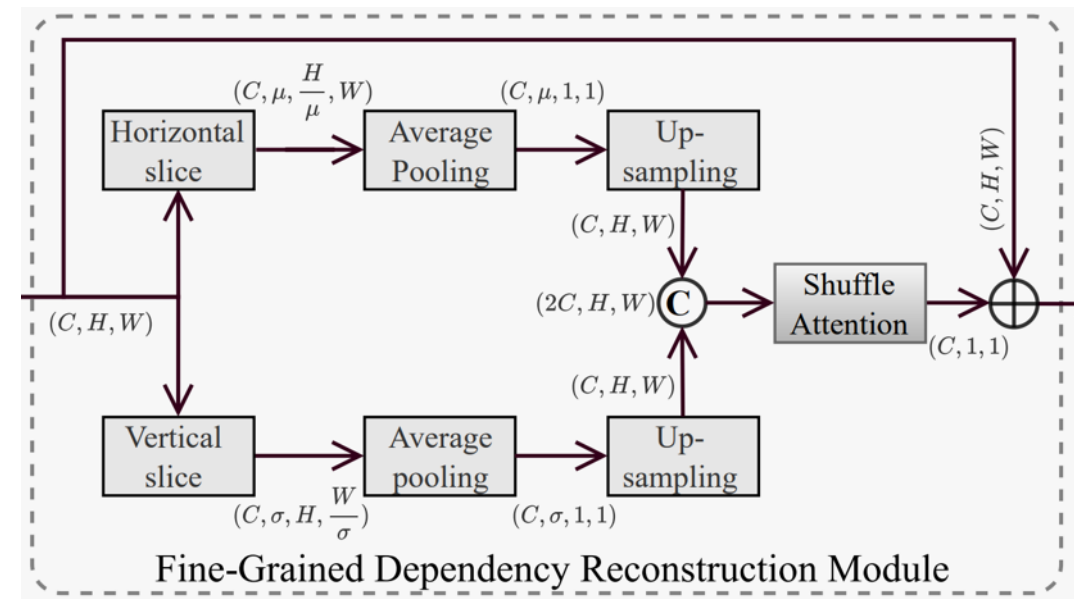 (C, μ, H/μ, W)
(C, μ, 1, 1)
Horizontal
slice
Average
Pooling
Up-
sampling
(C, H, W)
(C, H, W)
(C, H, W)
(2C, H, W)
C
Shuffle
Attention
(C, 1, 1)
(C, H, W)
Vertical
slice
Average
pooling
Up-
sampling
(C, σ, H, W/σ)
(C, σ, 1, 1)
Fine-Grained Dependency Reconstruction Module